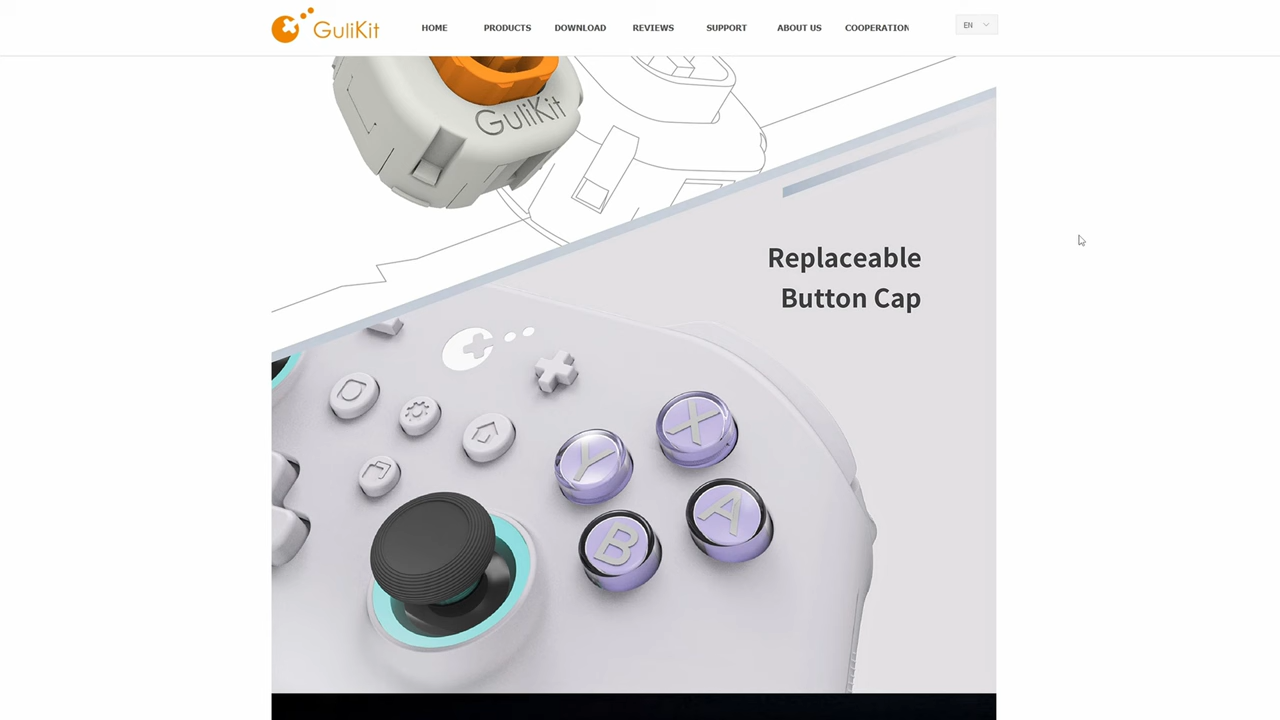 GuliKit
HOME
PRODUCTS
DOWNLOAD
REVIEWS
SUPPORT
ABOUT US
COOPERATION
EN
GuliKit
Replaceable
Button Cap
X
Y
A
B